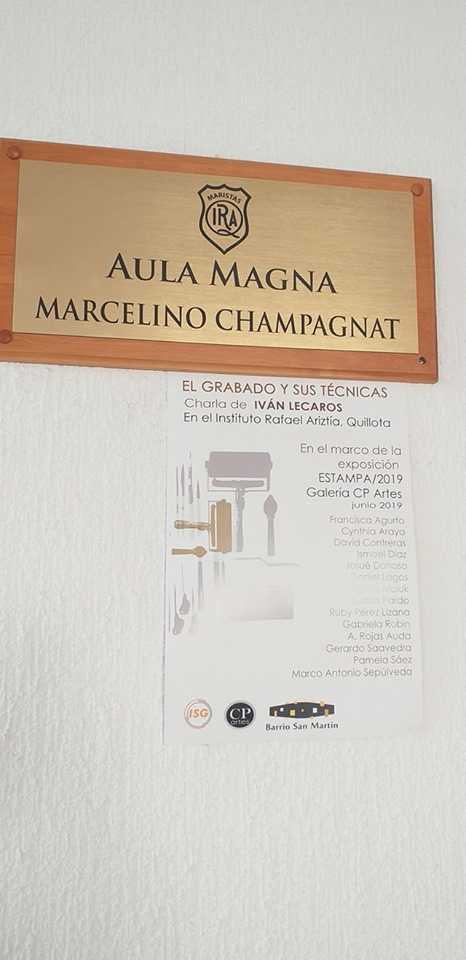 MARISTAS
IRA
AULA MAGNA
MARCELINO CHAMPAGNAT
EL GRABADO Y SUS TÉCNICAS
Charla de IVÁN LECAROS
En el Instituto Rafael Ariztía, Quillota
En el marco de la
exposición
ESTAMPA/2019
Galería CP Artes
junio 2019
Francisca Agurto
Cynthia Araya
David Contreras
Ismael Díaz
Josué Donoso
Daniel Lagos
Pardo
Ruby Pérez Lizana
Gabriela Robin
A. Rojas Auda
Gerardo Saavedra
Pamela Sáez
Marco Antonio Sepúlveda
ISG
CP
artes
Barrio San Martín